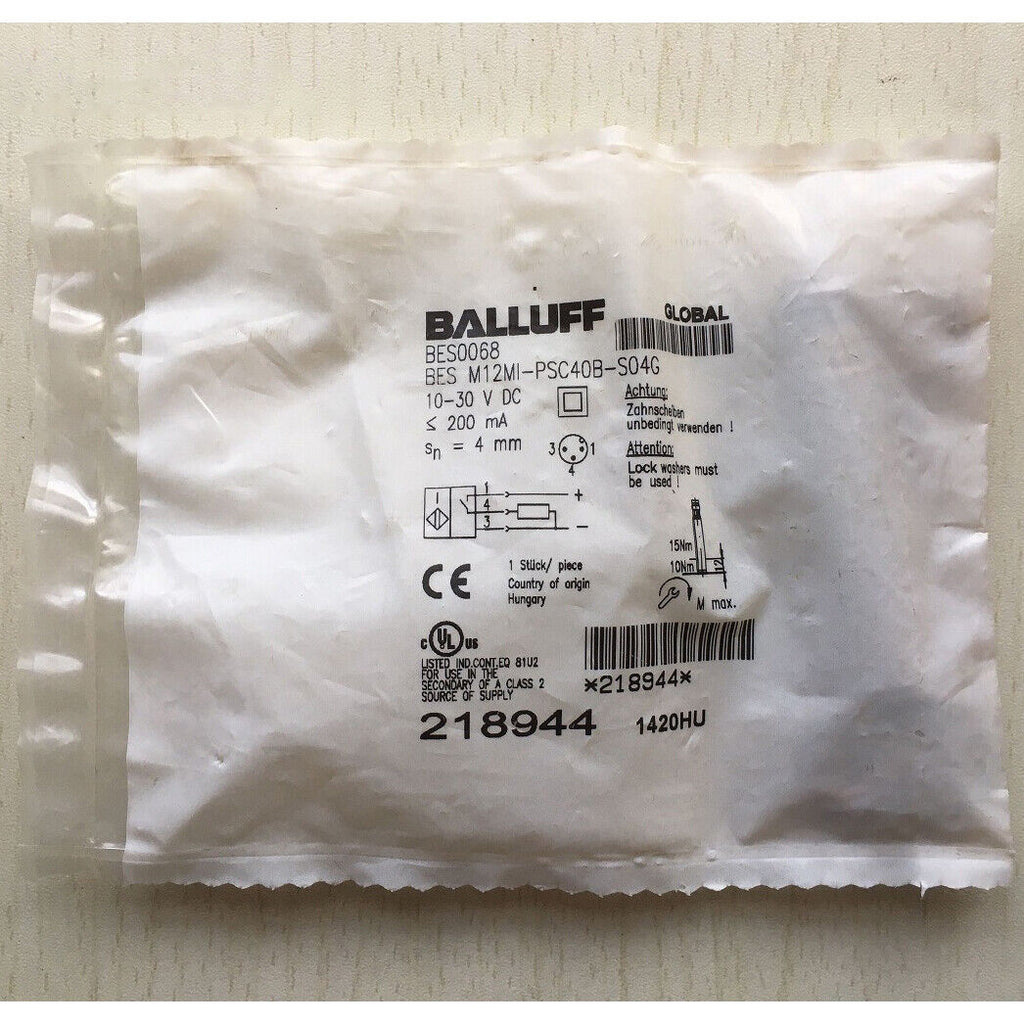 BALLUFF
GLOBAL
BES0068
BES M12MI-PSC40B-S04G
10-30 V DC
≤ 200 mA
sn = 4 mm
3 1
4
Achtung:
Zahnscheiben
unbedingt verwenden !
Attention:
Lock washers must
be used !
1 +
4
3 −
15Nm
10Nm
12
M max.
CE
1 Stück/ piece
Country of origin
Hungary
C UL US
LISTED IND.CONT.EQ 81U2
FOR USE IN THE
SECONDARY OF A CLASS 2
SOURCE OF SUPPLY
*218944*
218944 1420HU